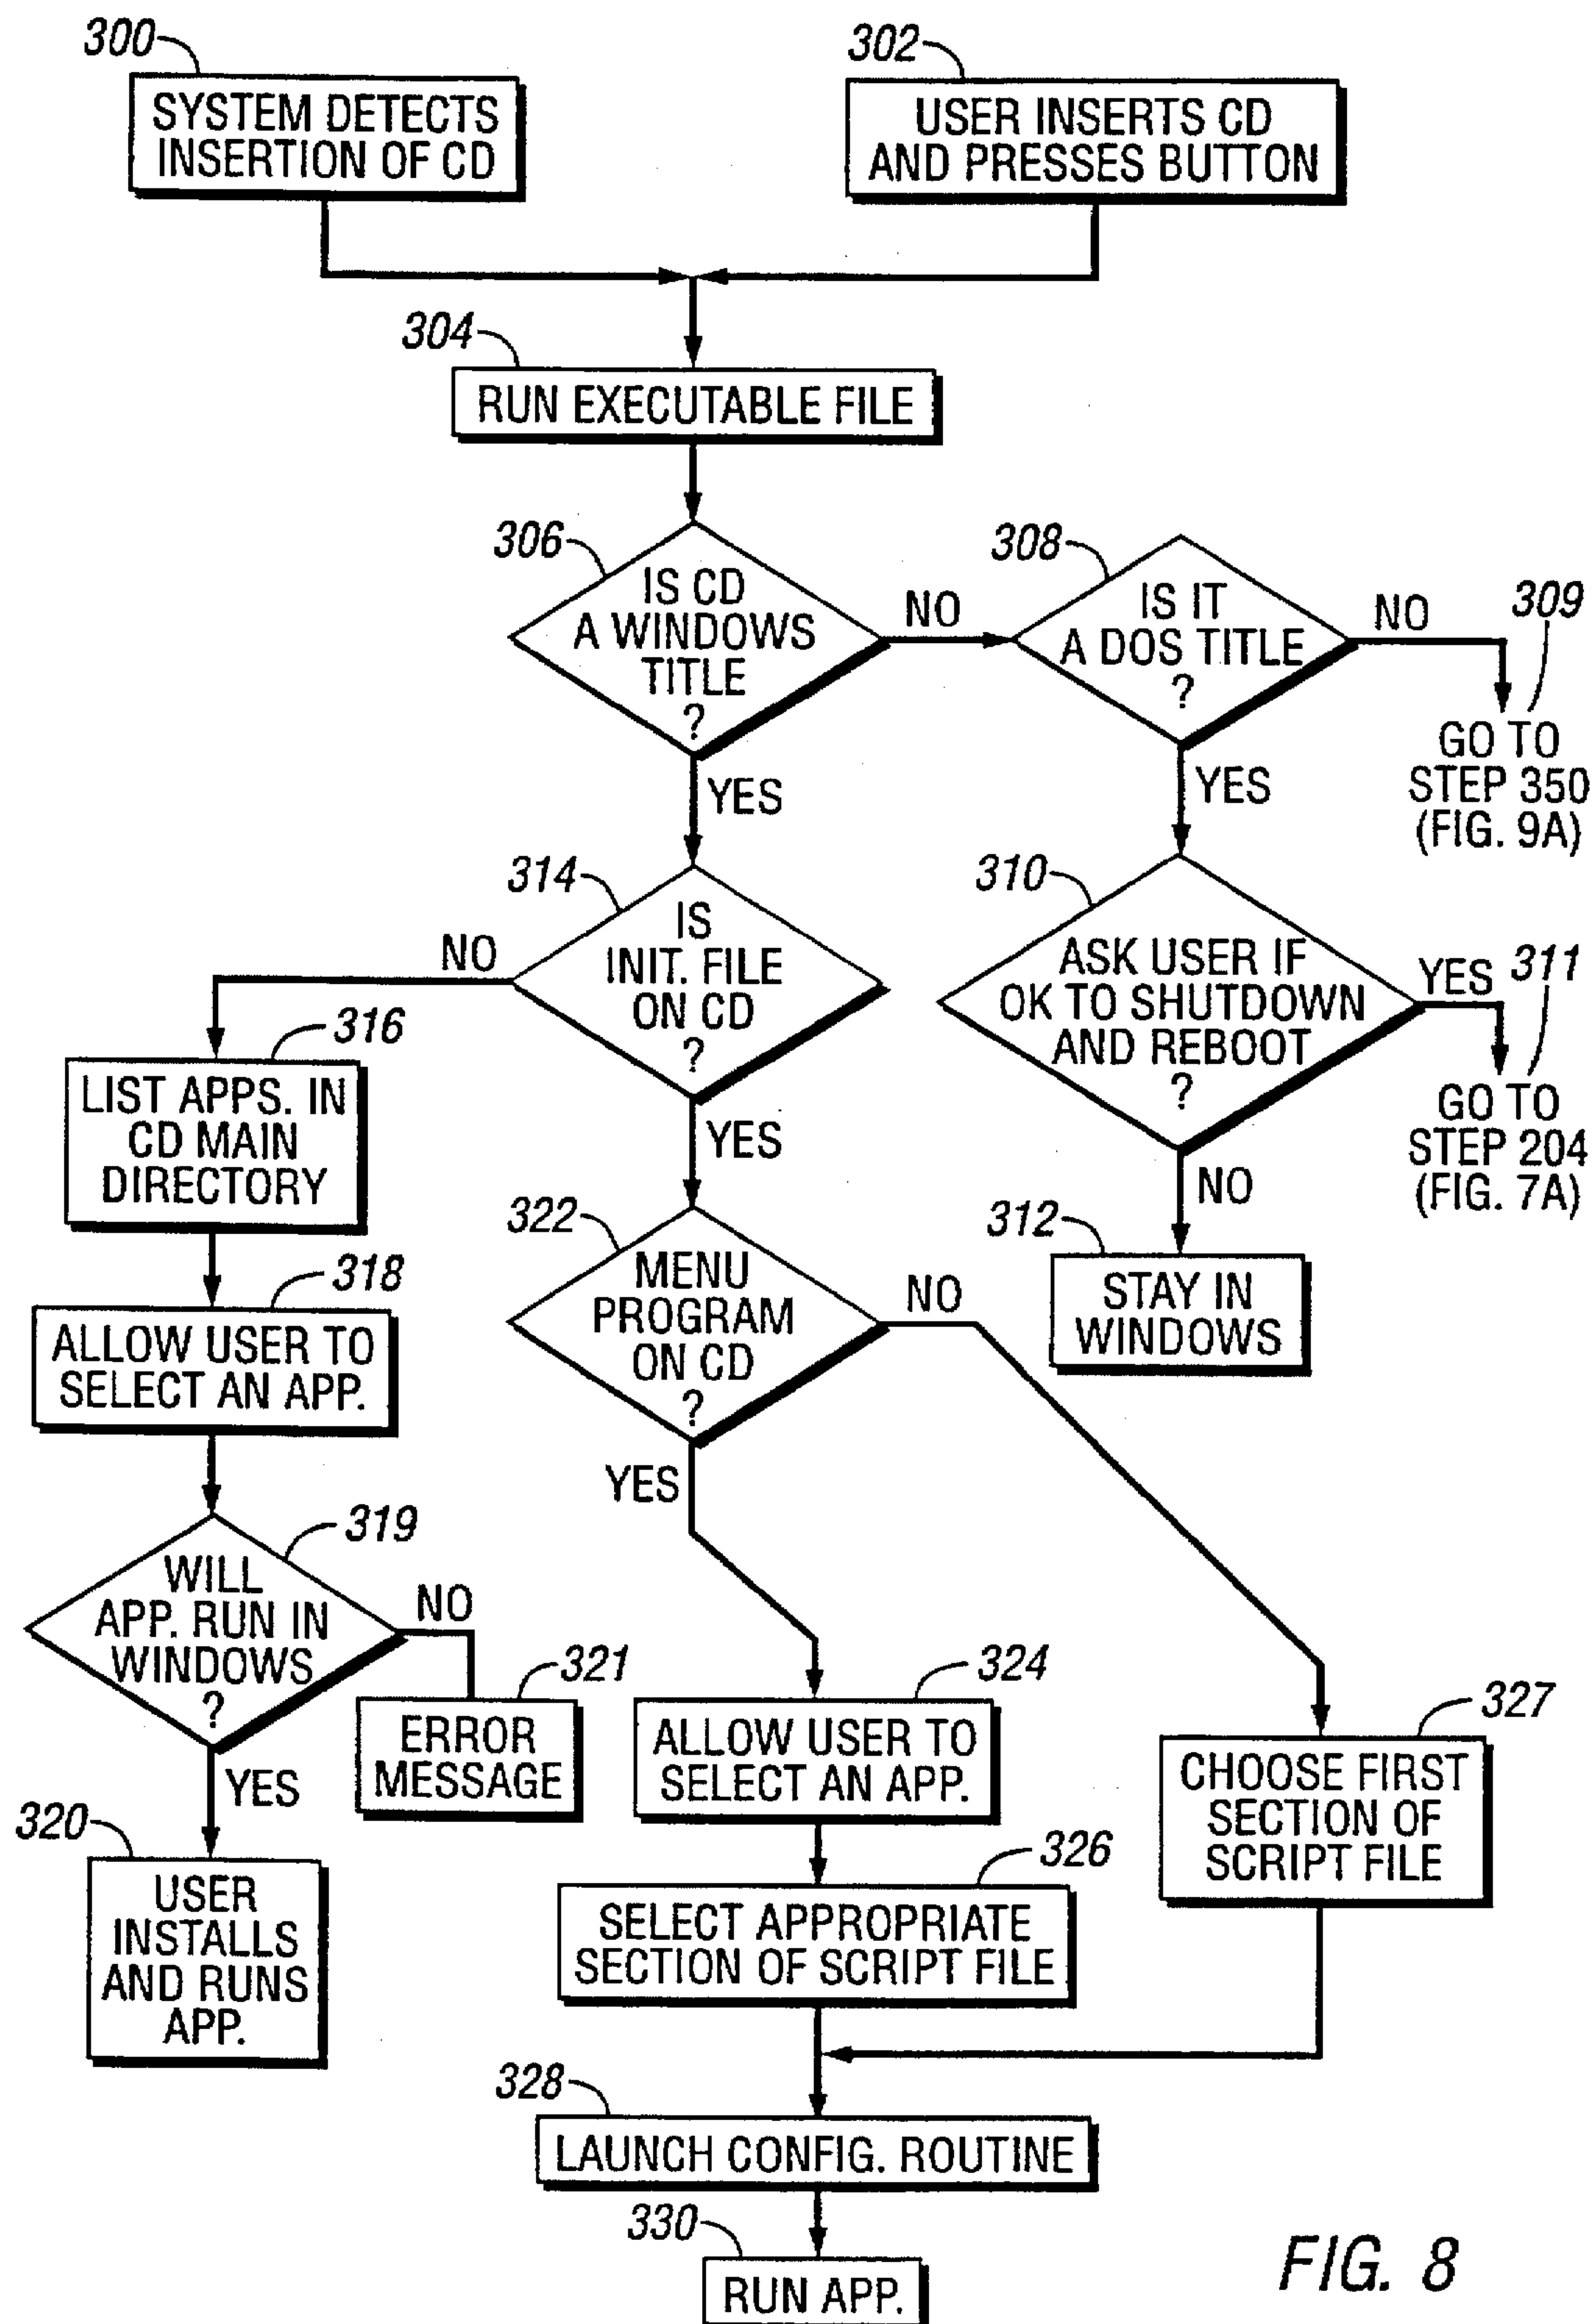 300
SYSTEM DETECTS
INSERTION OF CD
302
USER INSERTS CD
AND PRESSES BUTTON
304
RUN EXECUTABLE FILE
306
IS CD
A WINDOWS
TITLE
?
NO
YES
308
IS IT
A DOS TITLE
?
NO
YES
309
GO TO
STEP 350
(FIG. 9A)
310
ASK USER IF
OK TO SHUTDOWN
AND REBOOT
?
YES
NO
311
GO TO
STEP 204
(FIG. 7A)
312
STAY IN
WINDOWS
314
IS
INIT. FILE
ON CD
?
NO
YES
316
LIST APPS. IN
CD MAIN
DIRECTORY
318
ALLOW USER TO
SELECT AN APP.
319
WILL
APP. RUN IN
WINDOWS
?
NO
YES
321
ERROR
MESSAGE
320
USER
INSTALLS
AND RUNS
APP.
322
MENU
PROGRAM
ON CD
?
NO
YES
324
ALLOW USER TO
SELECT AN APP.
326
SELECT APPROPRIATE
SECTION OF SCRIPT FILE
327
CHOOSE FIRST
SECTION OF
SCRIPT FILE
328
LAUNCH CONFIG. ROUTINE
330
RUN APP.
FIG. 8